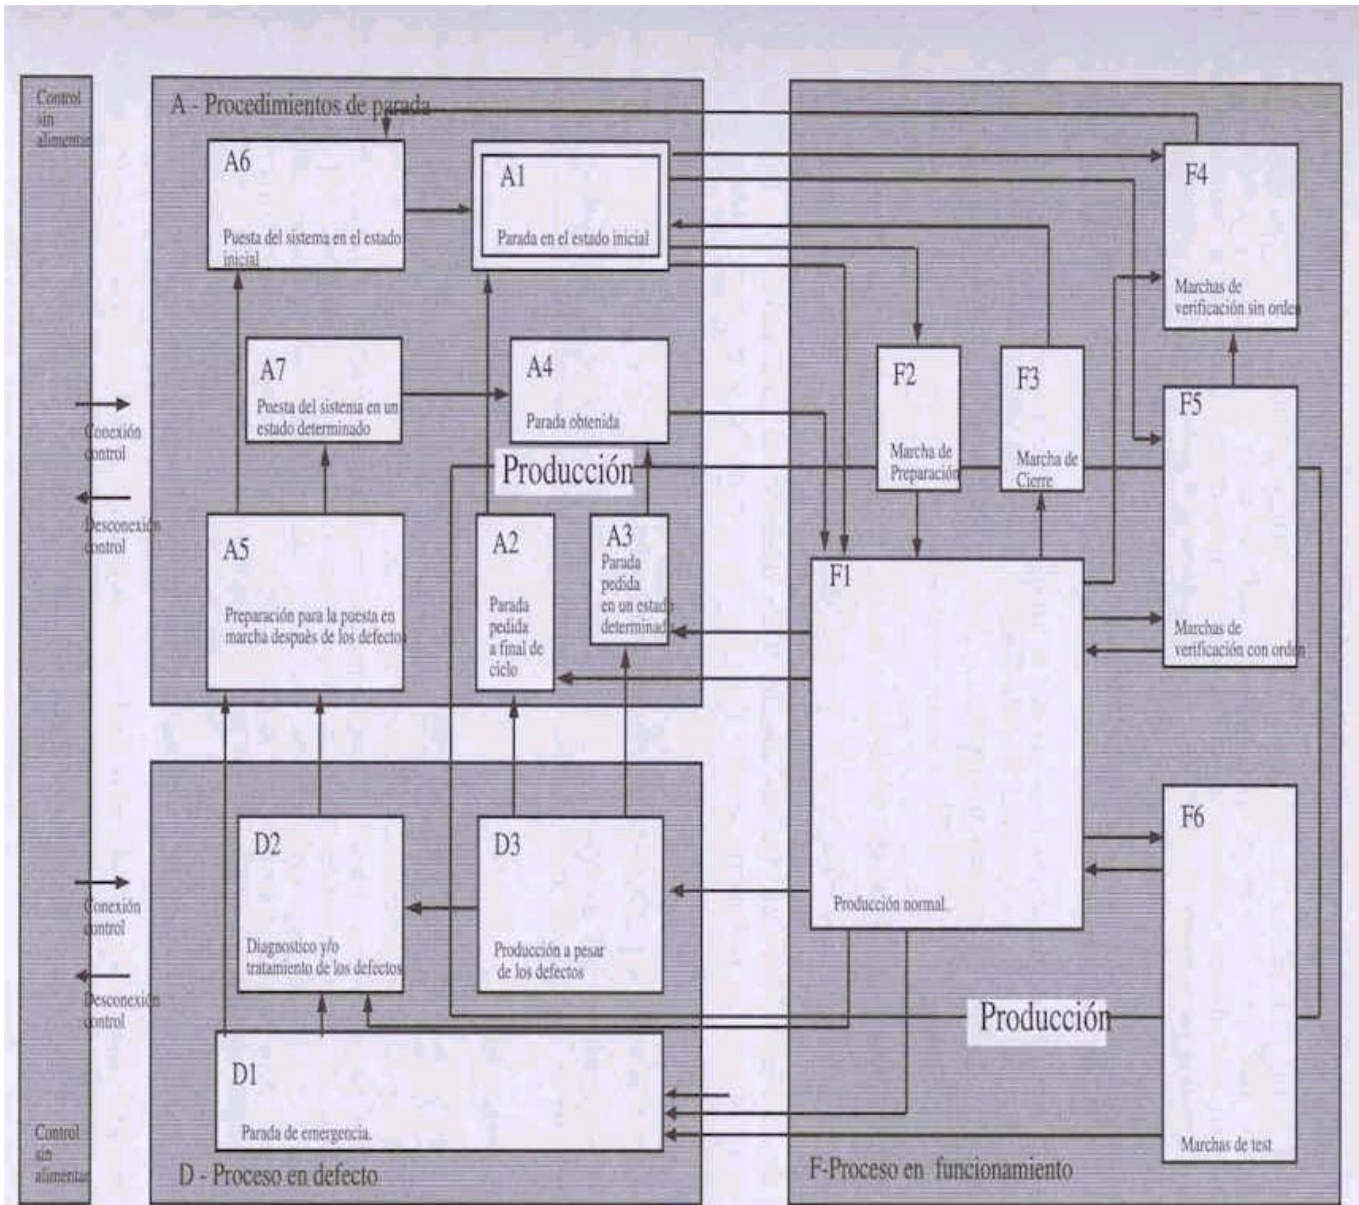 Control
sin
alimentar
A - Procedimientos de parada
A6
Puesta del sistema en el estado
inicial
A1
Parada en el estado inicial
F4
Marchas de
verificación sin orden
A7
Puesta del sistema en un
estado determinado
A4
Parada obtenida
F2
Marcha de
Preparación
F3
Marcha de
Cierre
F5
Marchas de
verificación con orden
Conexión
control
Desconexión
control
Producción
A5
Preparación para la puesta en
marcha despuès de los defectos
A2
Parada
pedida
a final de
ciclo
A3
Parada
pedida
en un estado
determinado
F1
Producción normal.
D2
Diagnostico y/o
tratamiento de los defectos
D3
Producción a pesar
de los defectos
F6
Marchas de test
Conexión
control
Desconexión
control
Producción
D1
Parada de emergencia.
Control
sin
alimentar
D - Proceso en defecto
F-Proceso en funcionamiento